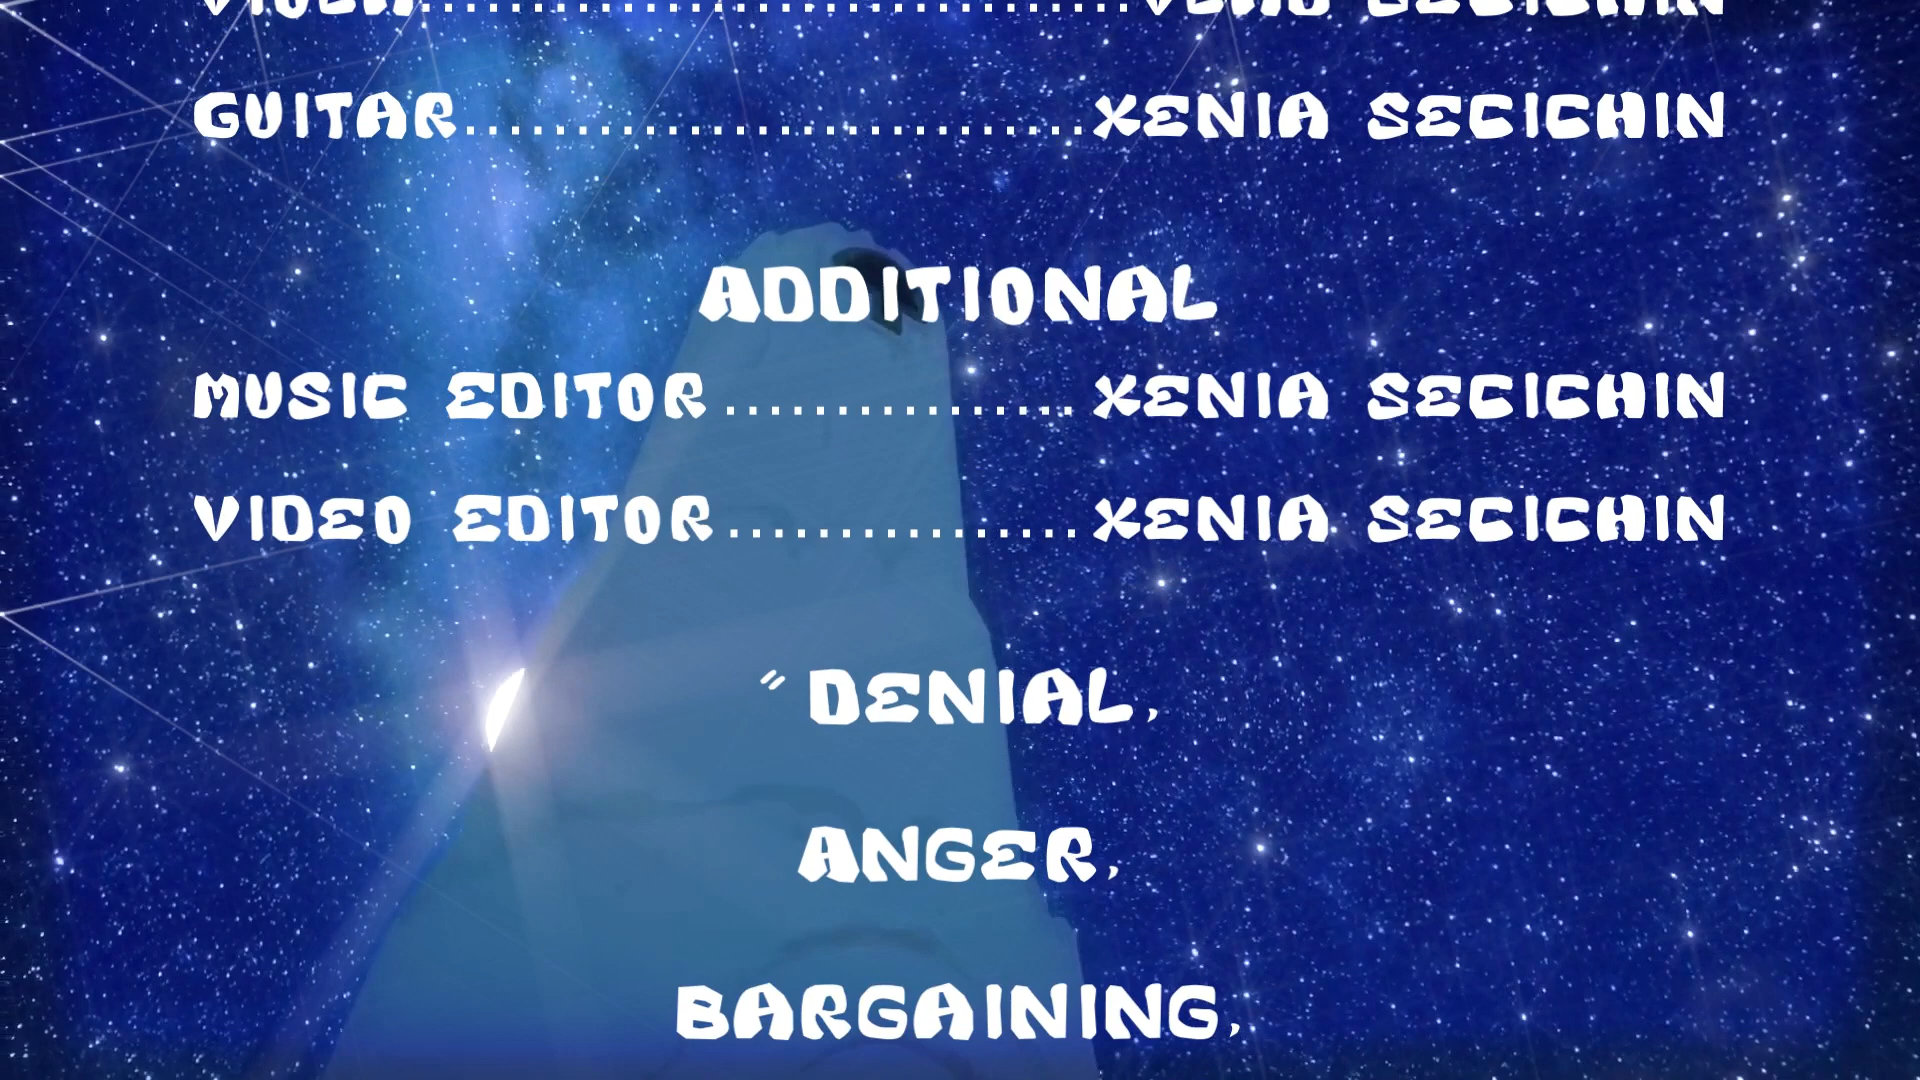 GUITAR............................XENIA SECICHIN
ADDITIONAL
MUSIC EDITOR ................ XENIA SECICHIN
VIDEO EDITOR ................ XENIA SECICHIN
"DENIAL,
ANGER,
BARGAINING,